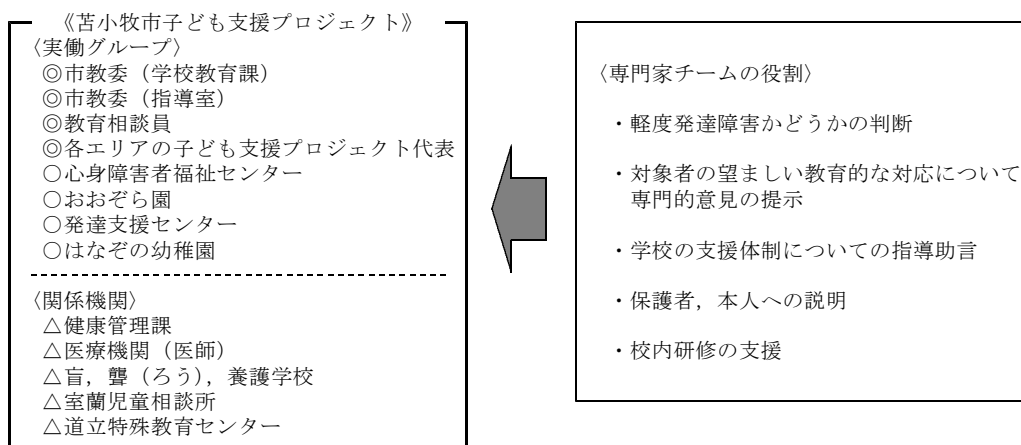 《苫小牧市子ども支援プロジェクト》
〈実働グループ〉
◎市教委（学校教育課）
◎市教委（指導室）
◎教育相談員
◎各エリアの子ども支援プロジェクト代表
○心身障害者福祉センター
○おおぞら園
○発達支援センター
○はなぞの幼稚園
〈関係機関〉
△健康管理課
△医療機関（医師）
△盲，聾（ろう），養護学校
△室蘭児童相談所
△道立特殊教育センター
〈専門家チームの役割〉
・軽度発達障害かどうかの判断
・対象者の望ましい教育的な対応について
専門的意見の提示
・学校の支援体制についての指導助言
・保護者，本人への説明
・校内研修の支援